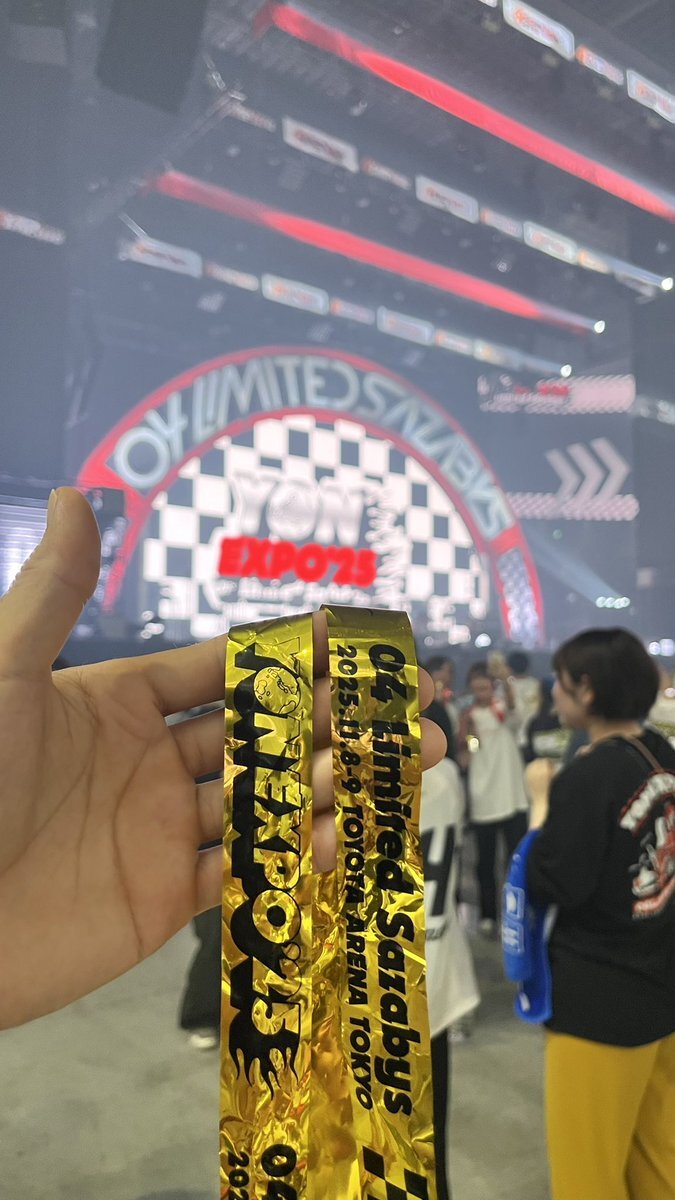 04 LIMITED SAZABYS
YON
EXPO'25
YON EXPO'25
04 Limited Sazabys
2025.11.8-9 TOYOTA ARENA TOKYO
04
202